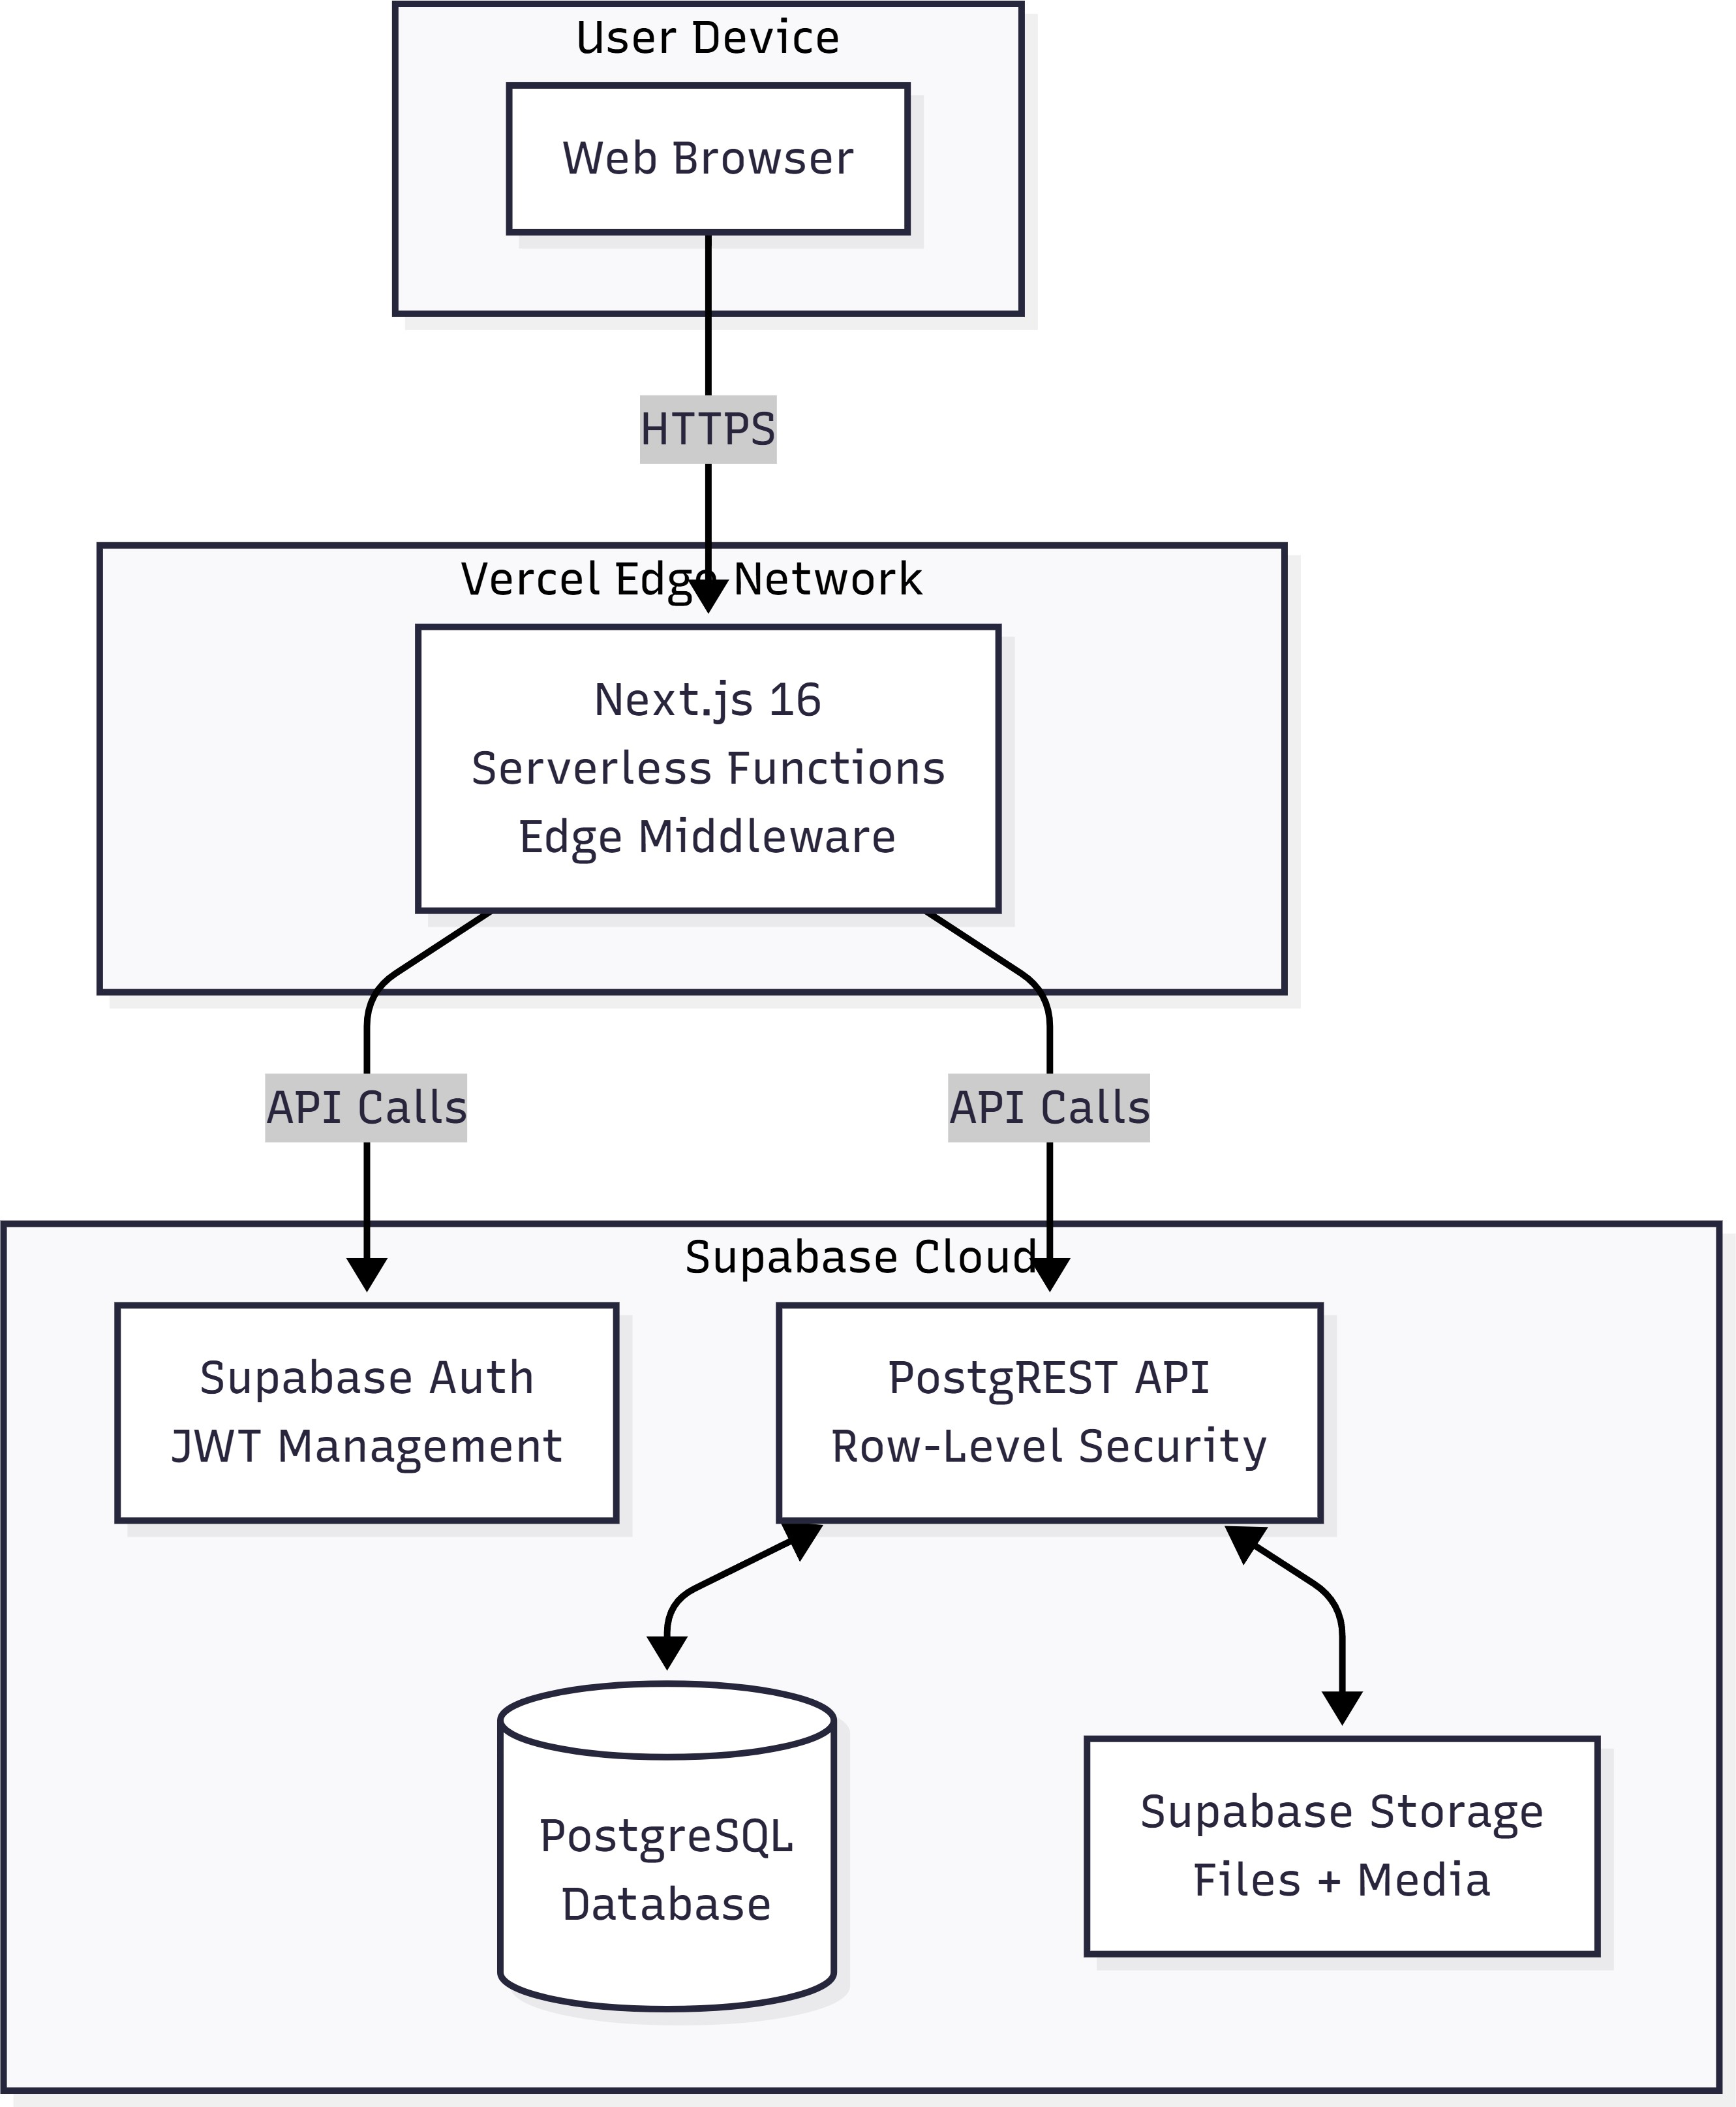 User Device
Web Browser
HTTPS
Vercel Edge Network
Next.js 16
Serverless Functions
Edge Middleware
API Calls
API Calls
Supabase Cloud
Supabase Auth
JWT Management
PostgREST API
Row-Level Security
PostgreSQL
Database
Supabase Storage
Files + Media